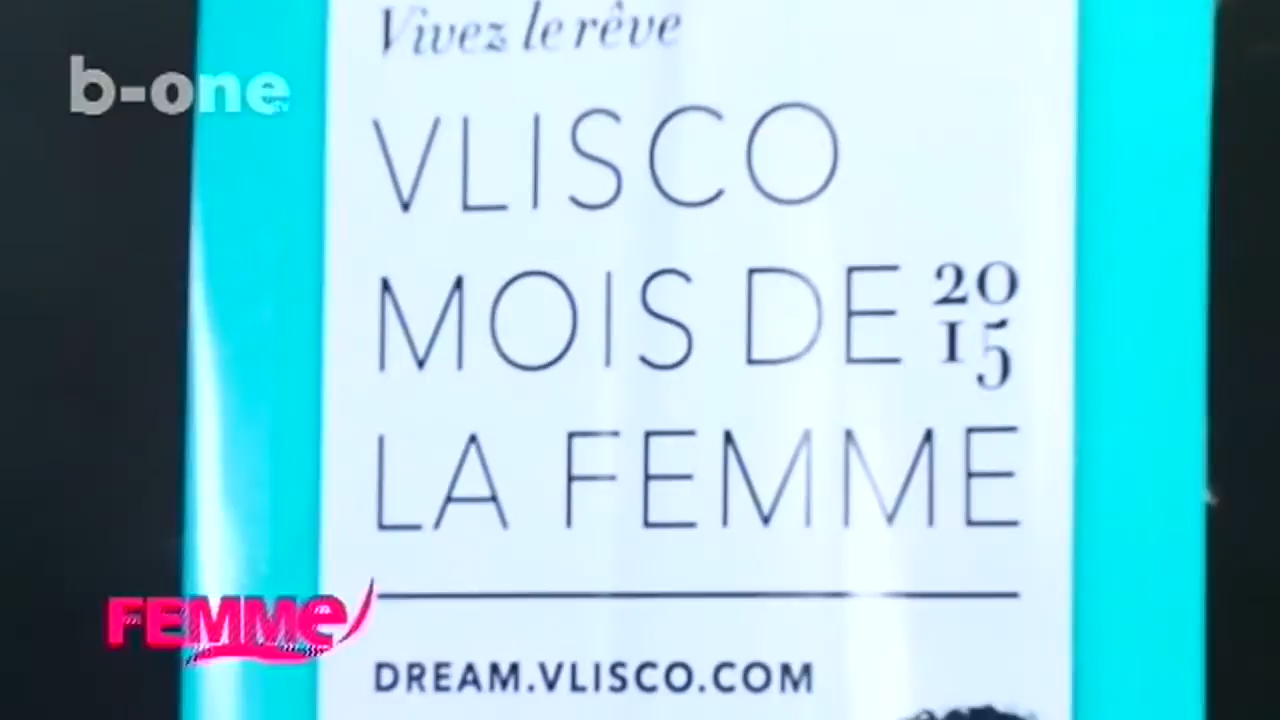 Vivez le rêve
b-one
VLISCO
MOIS DE 2015
LA FEMME
FEMMe
DREAM.VLISCO.COM